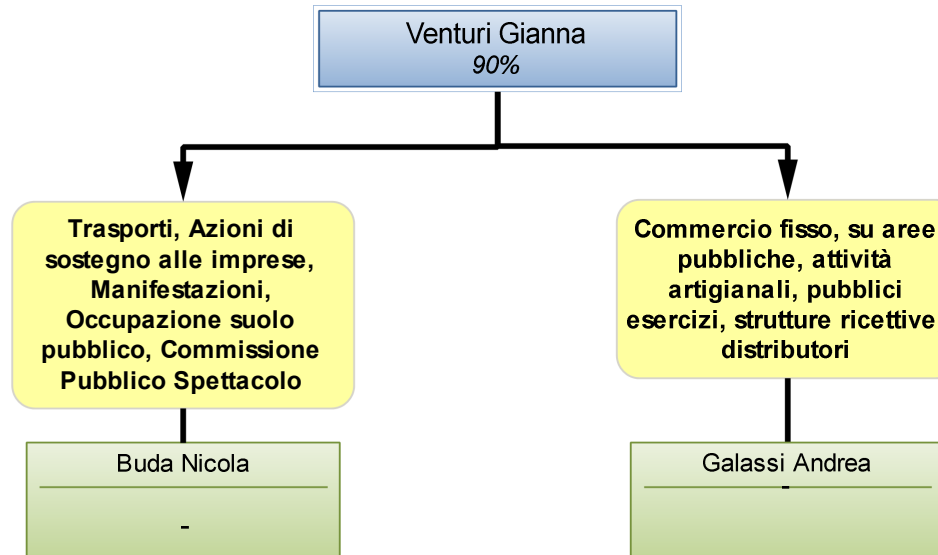 Venturi Gianna
90%
Trasporti, Azioni di
sostegno alle imprese,
Manifestazioni,
Occupazione suolo
pubblico, Commissione
Pubblico Spettacolo
Commercio fisso, su aree
pubbliche, attività
artigianali, pubblici
esercizi, strutture ricettive
distributori
Buda Nicola
-
Galassi Andrea
-